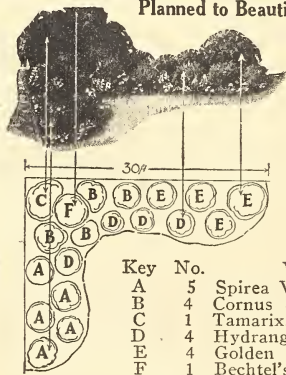 Planned to Beauti
30ft
C F B B E E E
B B D D D E
A D
A
A A
A
Key No. V
A 5 Spirea V
B 4 Cornus
C 1 Tamarix
D 4 Hydrang
E 4 Golden
F 1 Bechtel's